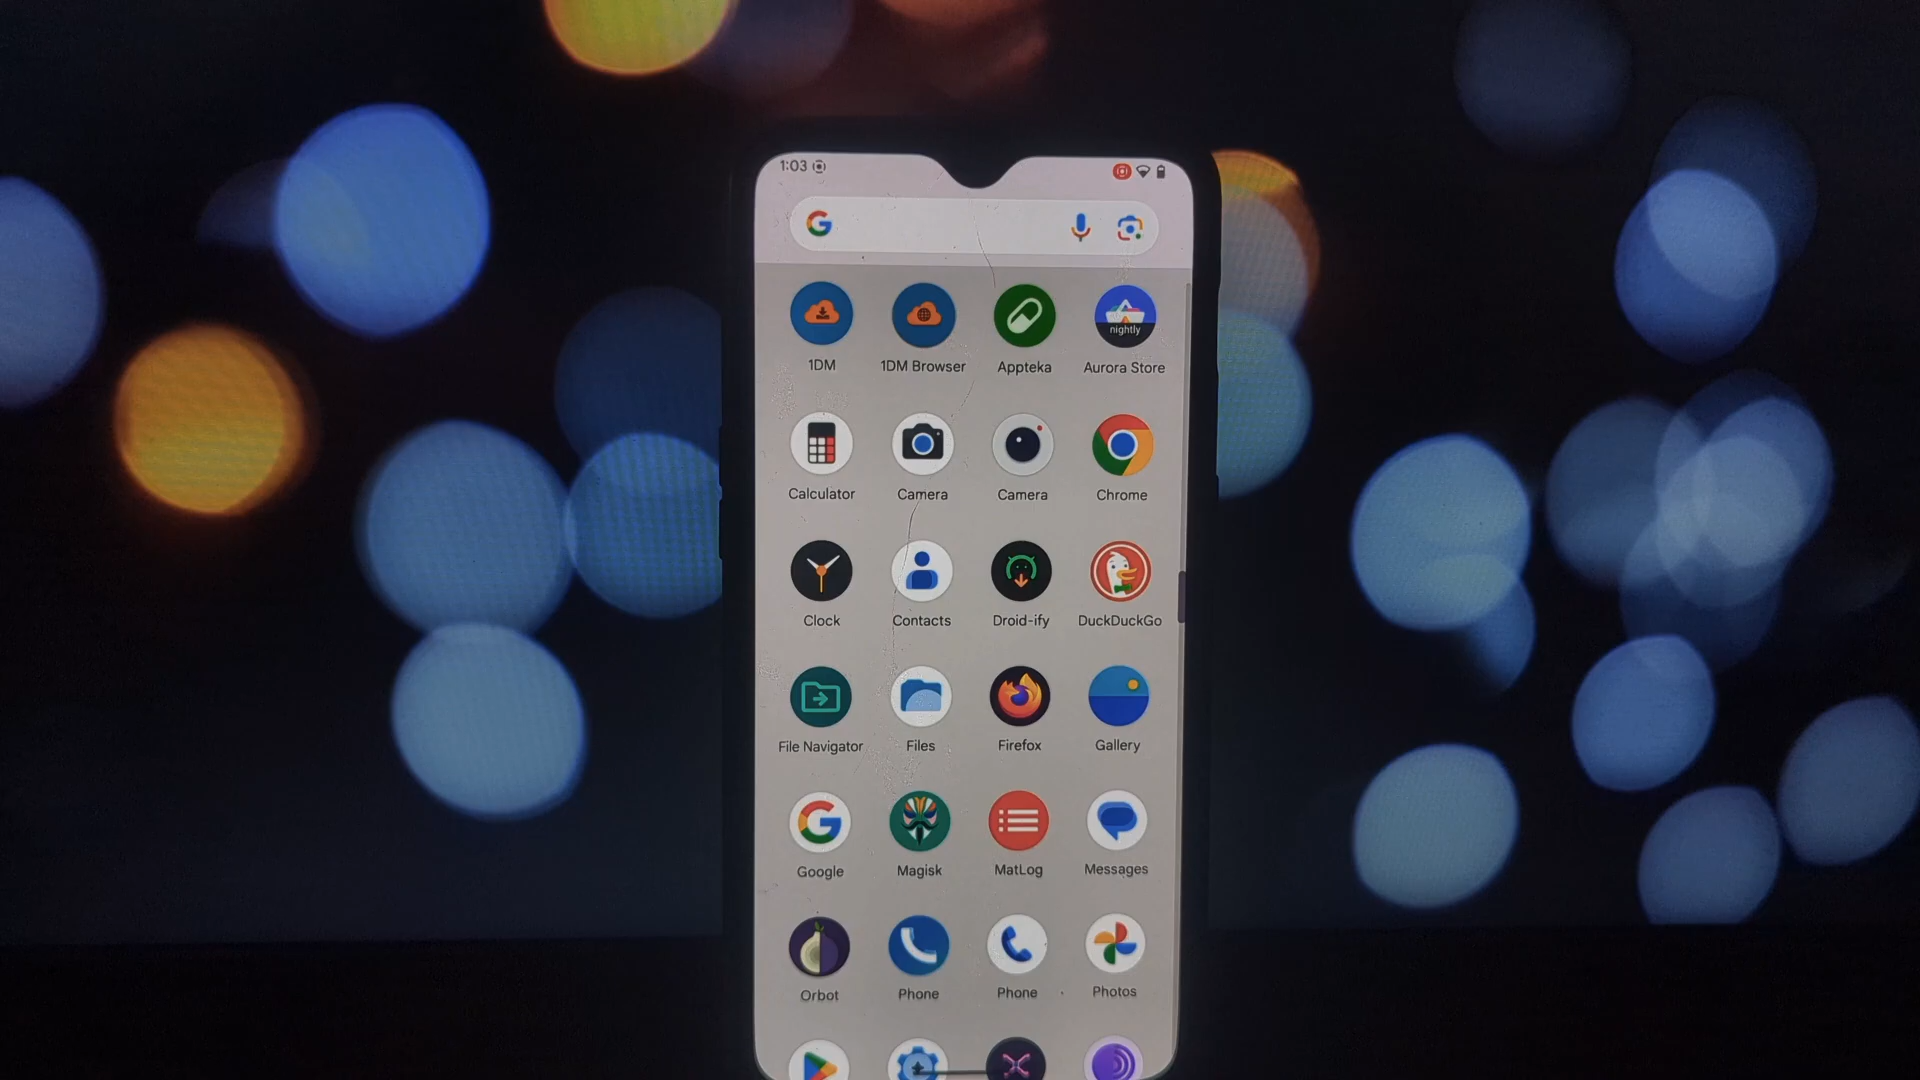 1:03
nightly
1DM 1DM Browser Appteka Aurora Store
Calculator Camera Camera Chrome
Clock Contacts Droid-ify DuckDuckGo
File Navigator Files Firefox Gallery
Google Magisk MatLog Messages
Orbot Phone Phone Photos